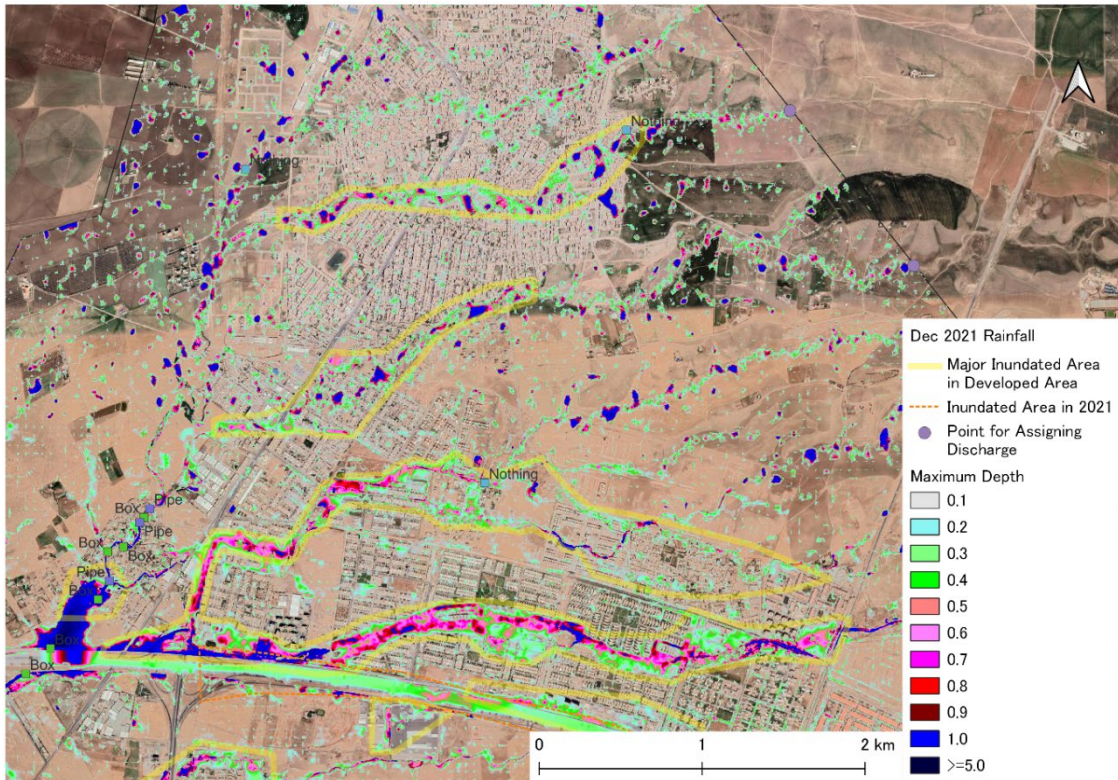 Nothing
Nothing
Nothing
Pipe
Box
Pipe
Box
Box
Pipe
Box
Box
Box
Dec 2021 Rainfall
Major Inundated Area
in Developed Area
Inundated Area in 2021
Point for Assigning
Discharge
Maximum Depth
0.1
0.2
0.3
0.4
0.5
0.6
0.7
0.8
0.9
1.0
>=5.0
0 1 2 km